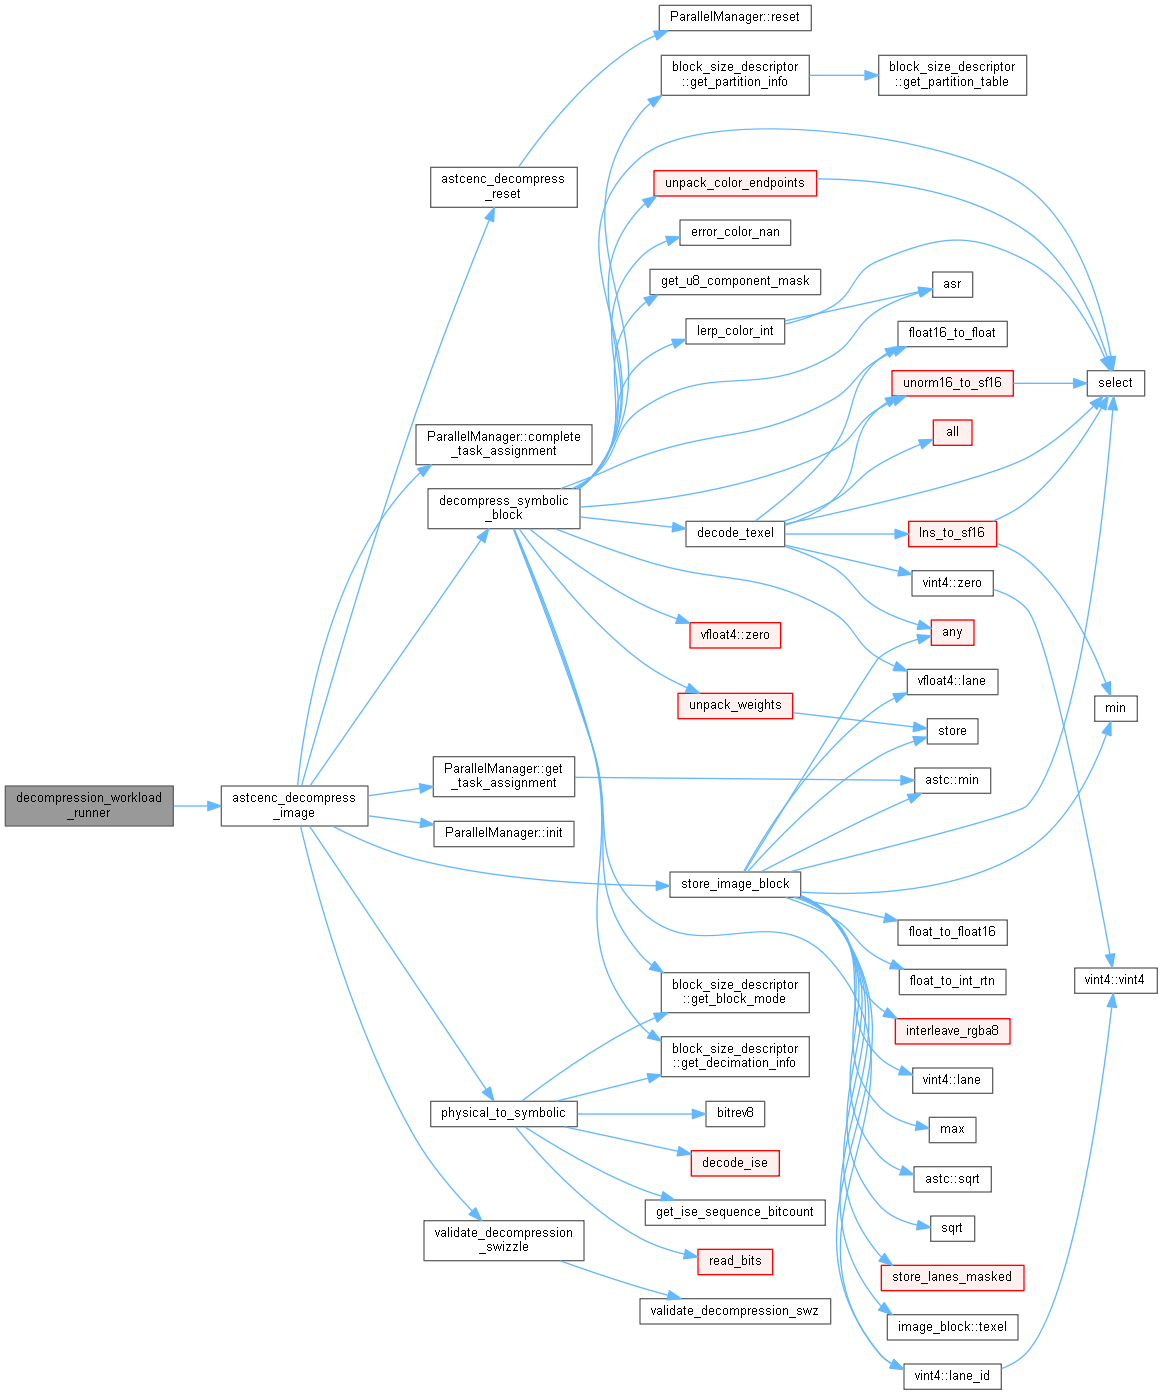 ParallelManager::reset
block_size_descriptor
::get_partition_info
block_size_descriptor
::get_partition_table
astcenc_decompress
_reset
unpack_color_endpoints
error_color_nan
get_u8_component_mask
asr
lerp_color_int
float16_to_float
unorm16_to_sf16
select
ParallelManager::complete
_task_assignment
all
decompress_symbolic
_block
decode_texel
lns_to_sf16
vint4::zero
vfloat4::zero
any
vfloat4::lane
unpack_weights
min
store
ParallelManager::get
_task_assignment
astc::min
decompression_workload
_runner
astcenc_decompress
_image
ParallelManager::init
store_image_block
float_to_float16
block_size_descriptor
::get_block_mode
float_to_int_rtn
vint4::vint4
interleave_rgba8
block_size_descriptor
::get_decimation_info
vint4::lane
physical_to_symbolic
bitrev8
max
decode_ise
astc::sqrt
get_ise_sequence_bitcount
sqrt
validate_decompression
_swizzle
read_bits
store_lanes_masked
validate_decompression_swz
image_block::texel
vint4::lane_id